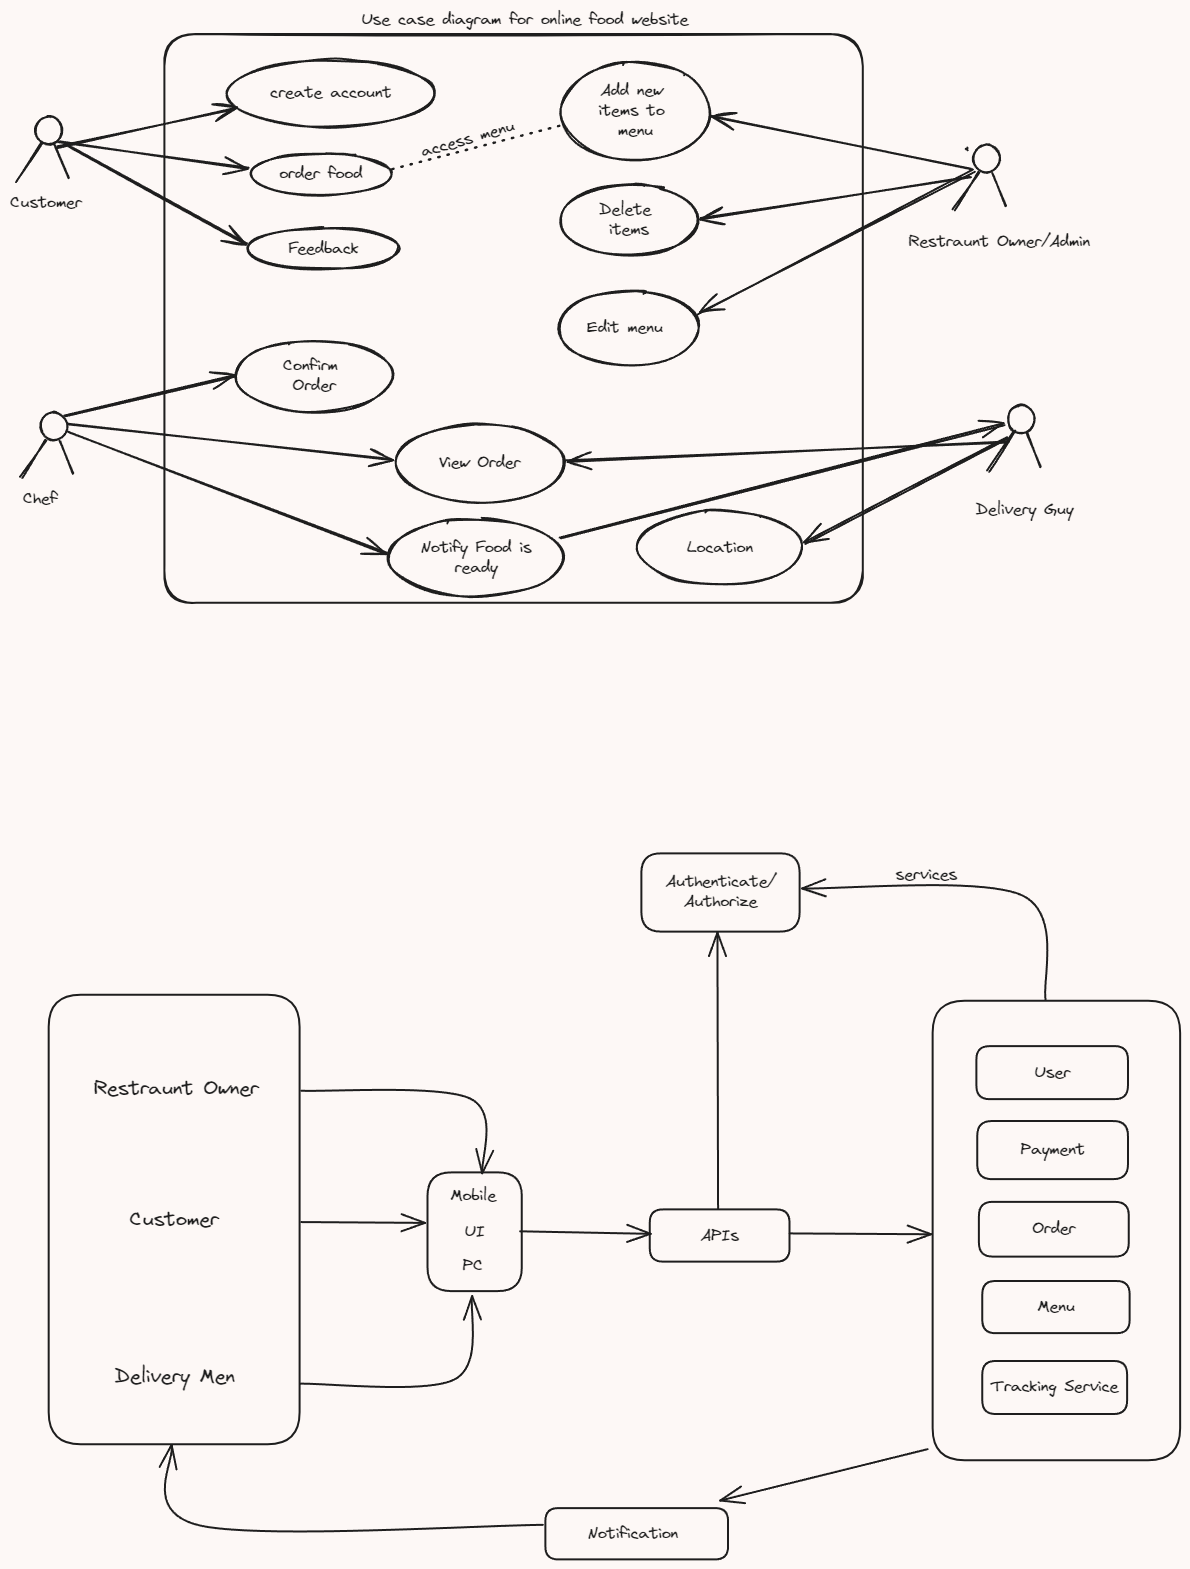 Use case diagram for online food website
create account
Add new
items to
menu
access menu
order food
Customer
Delete
items
Restraunt Owner/Admin
Feedback
Edit menu
Confirm
Order
View Order
Chef
Delivery Guy
Notify Food is
ready
Location
Authenticate/
Authorize
services
Restraunt Owner
Customer
Delivery Men
Mobile
UI
PC
APIs
User
Payment
Order
Menu
Tracking Service
Notification